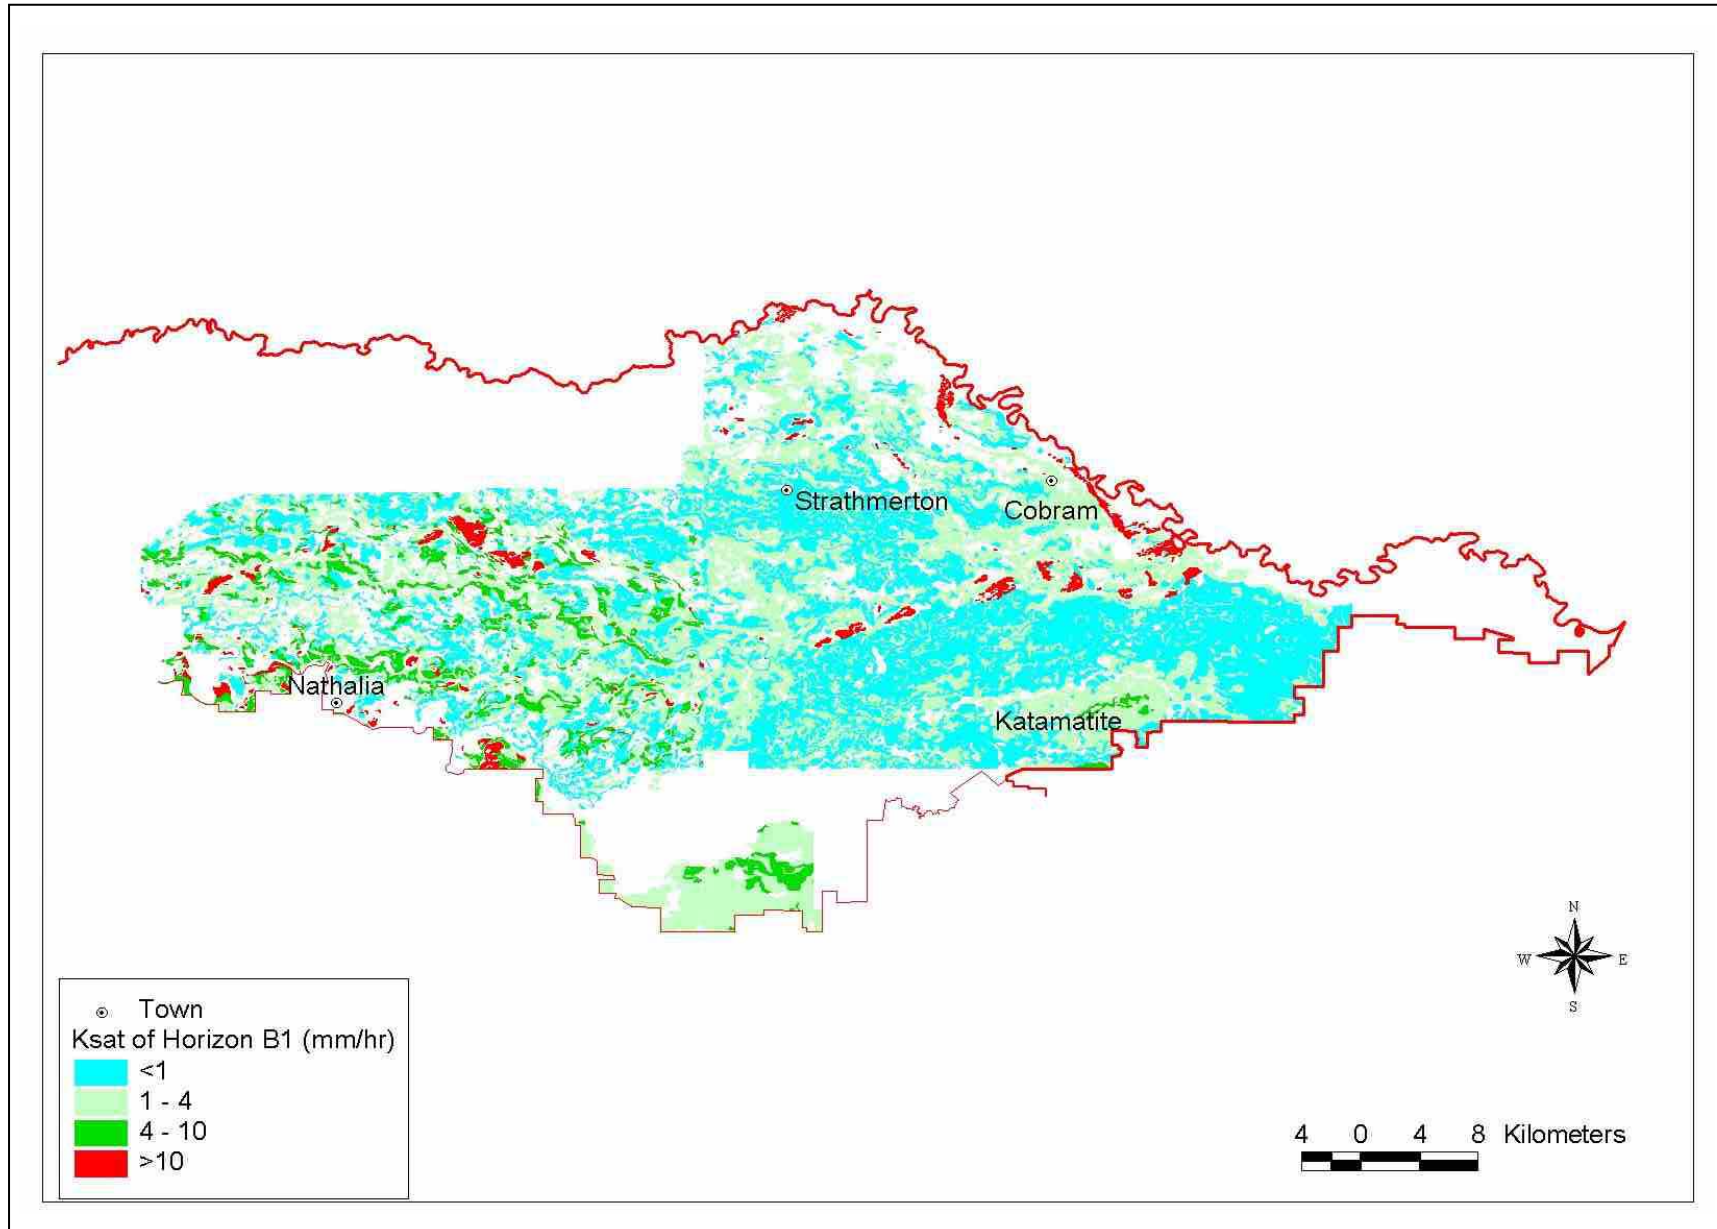 Strathmerton
Cobram
Nathalia
Katamatite
N
W E
S
Town
Ksat of Horizon B1 (mm/hr)
<1
1 - 4
4 - 10
>10
4 0 4 8 Kilometers